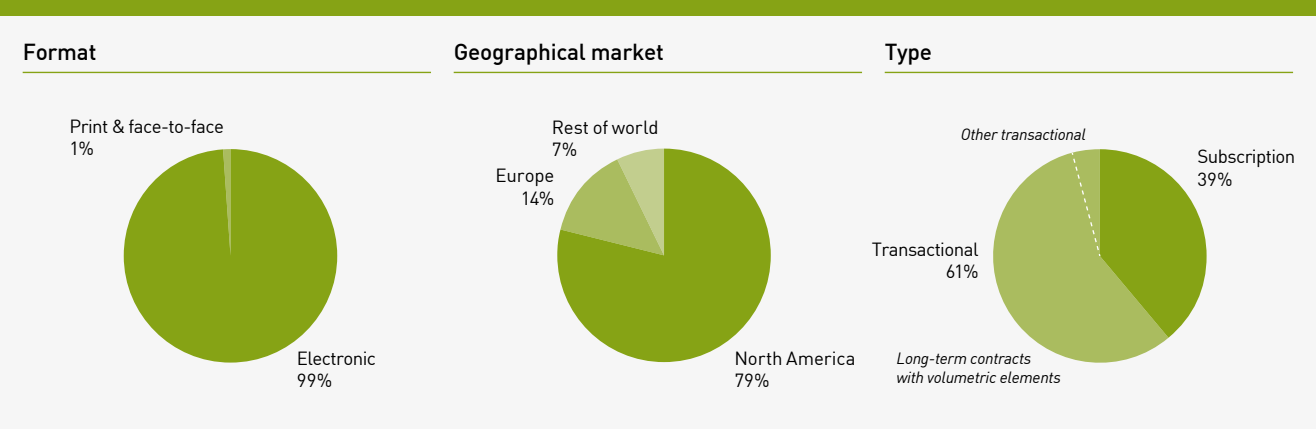 Format
Print & face-to-face
1%
Electronic
99%
Geographical market
Rest of world
7%
Europe
14%
North America
79%
Type
Other transactional
Subscription
39%
Transactional
61%
Long-term contracts
with volumetric elements